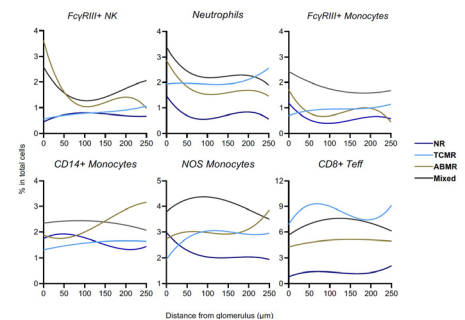 FcγRIII+ NK
Neutrophils
FcγRIII+ Monocytes
4
3
2
1
0
0 50 100 150 200 250
4
3
2
1
0
0 50 100 150 200 250
4
3
2
1
0
0 50 100 150 200 250
NR
TCMR
ABMR
Mixed
% in total cells
CD14+ Monocytes
NOS Monocytes
CD8+ Teff
4
3
2
1
0
0 50 100 150 200 250
5
4
3
2
1
0 50 100 150 200 250
12
9
6
3
0
0 50 100 150 200 250
Distance from glomerulus (μm)